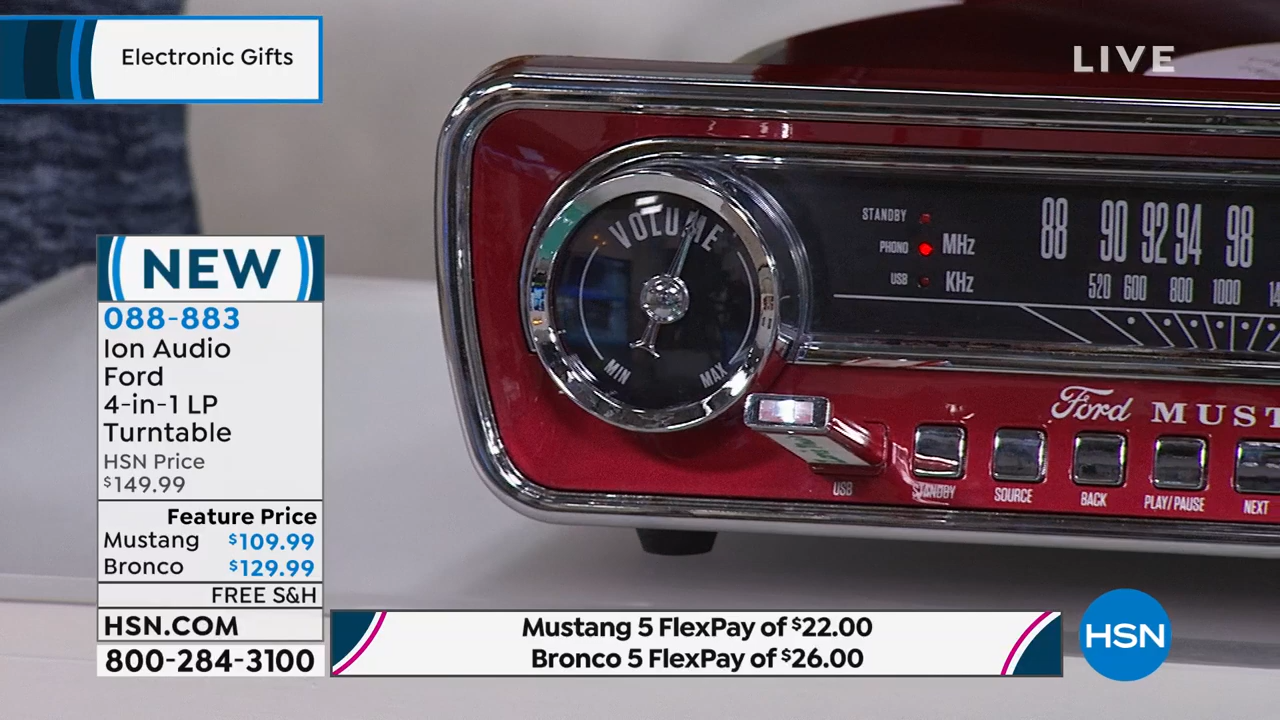 Electronic Gifts
LIVE
NEW
088-883
Ion Audio
Ford
4-in-1 LP
Turntable
HSN Price
$149.99
Feature Price
Mustang $109.99
Bronco $129.99
FREE S&H
HSN.COM
800-284-3100
VOLUME
MIN MAX
STANDBY
PHONO MHz
USB KHz
88 90 92 94 98
520 600 800 1000
Ford
USB STANDBY SOURCE BACK PLAY/PAUSE NEXT
Mustang 5 FlexPay of $22.00
Bronco 5 FlexPay of $26.00
HSN